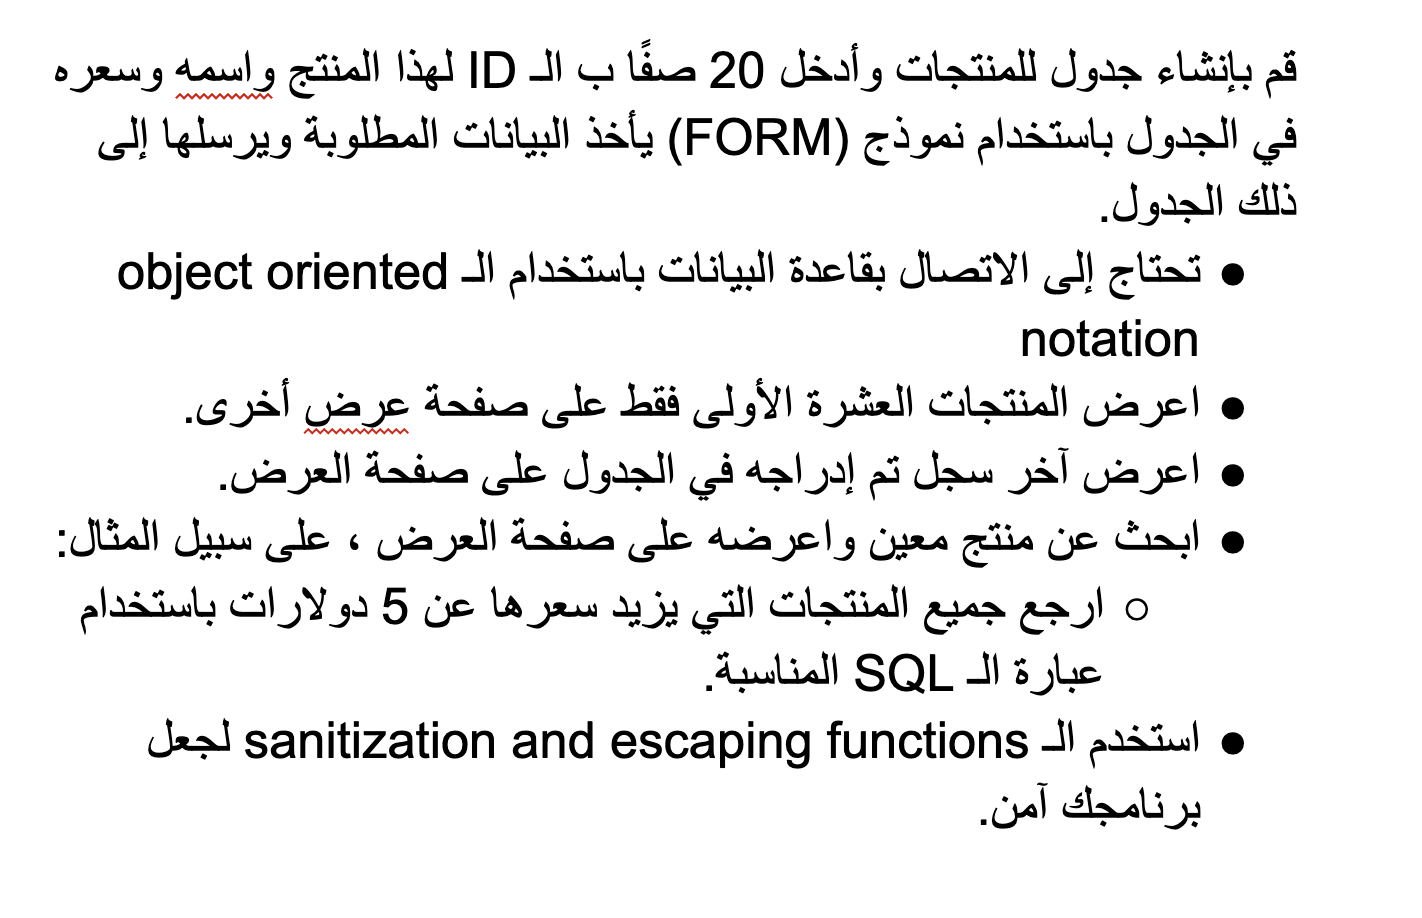 قم بإنشاء جدول للمنتجات وأدخل 20 صفًا ب الـ ID لهذا المنتج واسمه وسعره
في الجدول باستخدام نموذج (FORM) يأخذ البيانات المطلوبة ويرسلها إلى
ذلك الجدول.
● تحتاج إلى الاتصال بقاعدة البيانات باستخدام الـ object oriented
notation
● اعرض المنتجات العشرة الأولى فقط على صفحة عرض أخرى.
● اعرض آخر سجل تم إدراجه في الجدول على صفحة العرض.
● ابحث عن منتج معين واعرضه على صفحة العرض ، على سبيل المثال:
○ ارجع جميع المنتجات التي يزيد سعرها عن 5 دولارات باستخدام
عبارة الـ SQL المناسبة.
● استخدم الـ sanitization and escaping functions لجعل
برنامجك آمن.